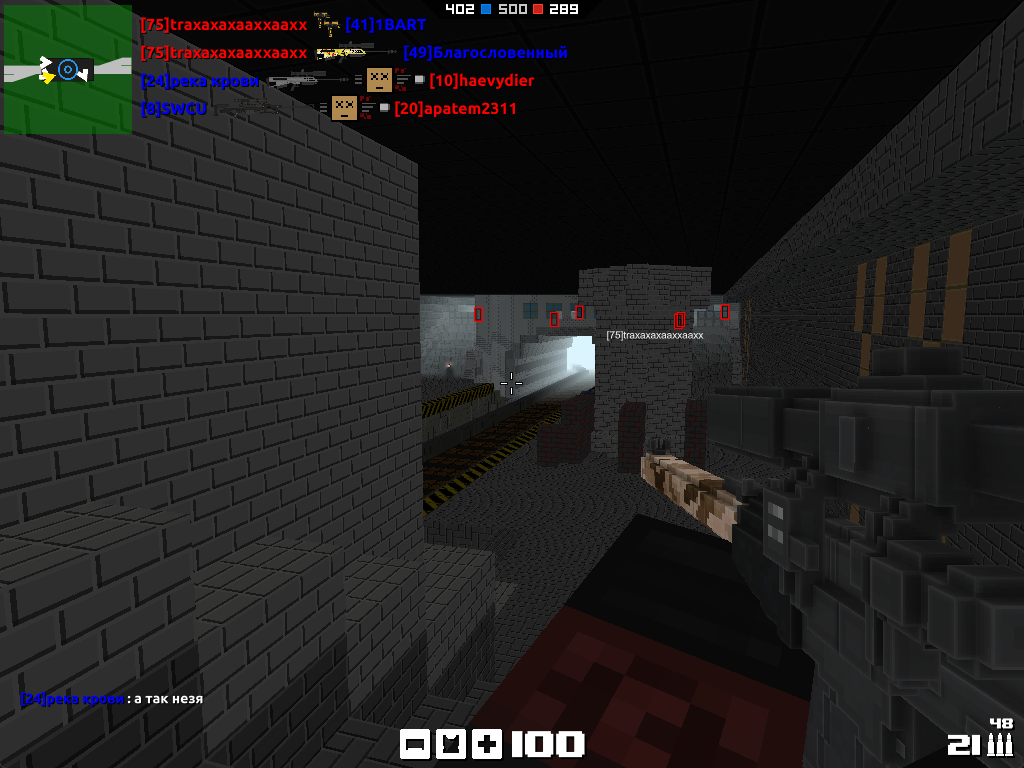 402 500 289
[75]traxaxaxaaxxaaxx [41]1BART
[75]traxaxaxaaxxaaxx [49]Благословенный
[24]река крови [10]haevydier
[8]SWCU [20]apatem2311
[75]traxaxaxaaxxaaxx
[24]река крови : а так незя
100
48
21